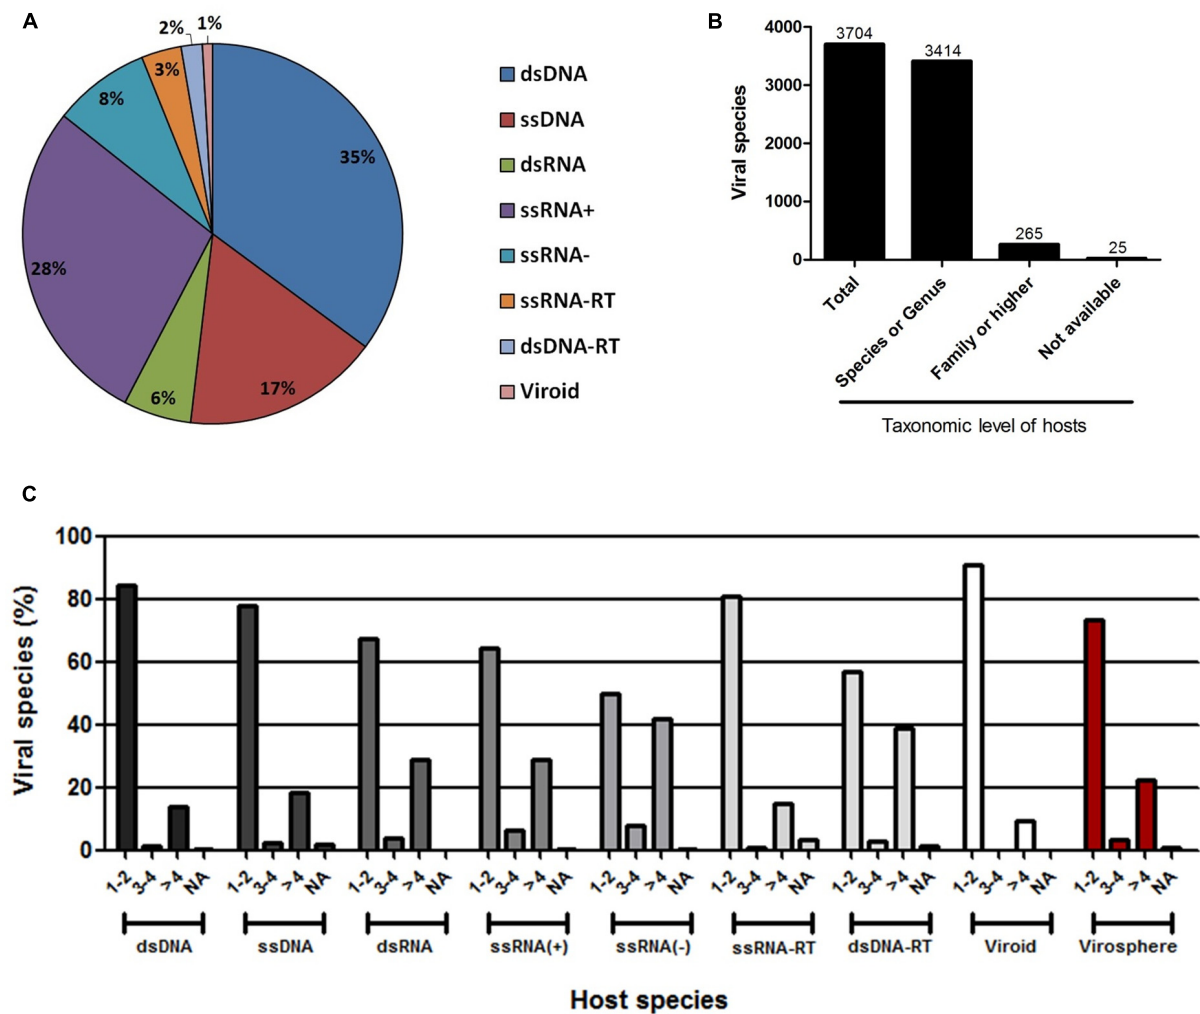 A
2%
1%
3%
8%
35%
28%
17%
6%
dsDNA
ssDNA
dsRNA
ssRNA+
ssRNA-
ssRNA-RT
dsDNA-RT
Viroid
B
Viral species
4000
3000
2000
1000
0
3704
3414
265
25
Total
Species or Genus
Family or higher
Not available
Taxonomic level of hosts
C
Viral species (%)
100
80
60
40
20
0
1-2 3-4 >4 NA 1-2 3-4 >4 NA 1-2 3-4 >4 NA 1-2 3-4 >4 NA 1-2 3-4 >4 NA 1-2 3-4 >4 NA 1-2 3-4 >4 NA 1-2 3-4 >4 NA 1-2 3-4 >4 NA
dsDNA ssDNA dsRNA ssRNA(+) ssRNA(-) ssRNA-RT dsDNA-RT Viroid Virosphere
Host species